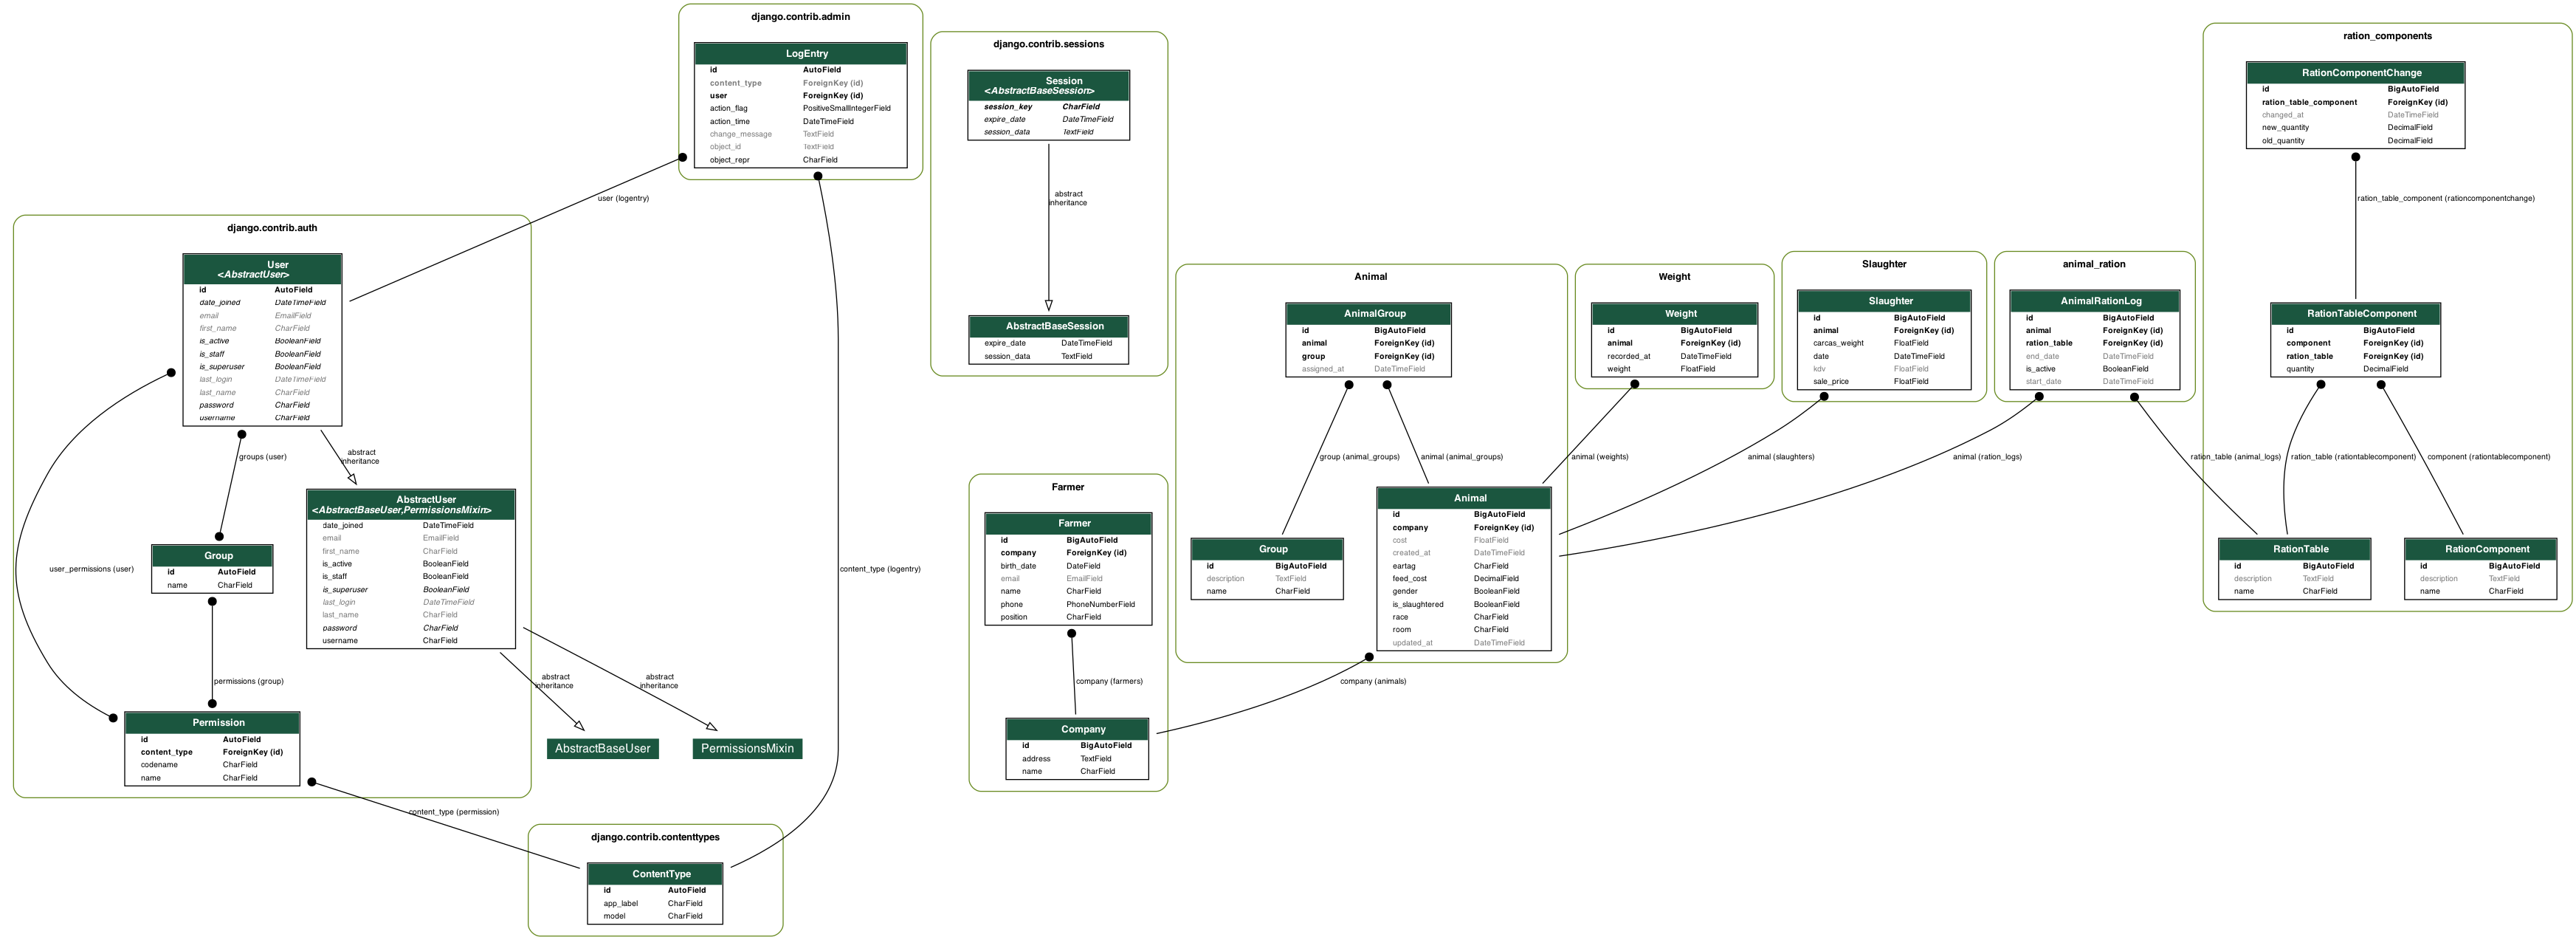 django.contrib.admin
LogEntry
id AutoField
content_type ForeignKey (id)
user ForeignKey (id)
action_flag PositiveSmallIntegerField
action_time DateTimeField
change_message TextField
object_id TextField
object_repr CharField
django.contrib.sessions
Session
<AbstractBaseSession>
session_key CharField
expire_date DateTimeField
session_data TextField
abstract
inheritance
AbstractBaseSession
expire_date DateTimeField
session_data TextField
ration_components
RationComponentChange
id BigAutoField
ration_table_component ForeignKey (id)
changed_at DateTimeField
new_quantity DecimalField
old_quantity DecimalField
ration_table_component (rationcomponentchange)
RationTableComponent
id BigAutoField
component ForeignKey (id)
ration_table ForeignKey (id)
quantity DecimalField
ration_table (rationtablecomponent)
component (rationtablecomponent)
RationTable
id BigAutoField
description TextField
name CharField
RationComponent
id BigAutoField
description TextField
name CharField
user (logentry)
django.contrib.auth
User
<AbstractUser>
id AutoField
date_joined DateTimeField
email EmailField
first_name CharField
is_active BooleanField
is_staff BooleanField
is_superuser BooleanField
last_login DateTimeField
last_name CharField
password CharField
username CharField
groups (user)
abstract
inheritance
AbstractUser
<AbstractBaseUser,PermissionsMixin>
date_joined DateTimeField
email EmailField
first_name CharField
is_active BooleanField
is_staff BooleanField
is_superuser BooleanField
last_login DateTimeField
last_name CharField
password CharField
username CharField
Group
id AutoField
name CharField
user_permissions (user)
permissions (group)
abstract
inheritance
abstract
inheritance
Permission
id AutoField
content_type ForeignKey (id)
codename CharField
name CharField
AbstractBaseUser
PermissionsMixin
content_type (logentry)
content_type (permission)
django.contrib.contenttypes
ContentType
id AutoField
app_label CharField
model CharField
Animal
AnimalGroup
id BigAutoField
animal ForeignKey (id)
group ForeignKey (id)
assigned_at DateTimeField
group (animal_groups)
animal (animal_groups)
Group
id BigAutoField
description TextField
name CharField
Animal
id BigAutoField
company ForeignKey (id)
cost FloatField
created_at DateTimeField
eartag CharField
feed_cost DecimalField
gender BooleanField
is_slaughtered BooleanField
race CharField
room CharField
updated_at DateTimeField
Weight
Weight
id BigAutoField
animal ForeignKey (id)
recorded_at DateTimeField
weight FloatField
animal (weights)
Slaughter
Slaughter
id BigAutoField
animal ForeignKey (id)
carcas_weight FloatField
date DateTimeField
kdv FloatField
sale_price FloatField
animal (slaughters)
animal_ration
AnimalRationLog
id BigAutoField
animal ForeignKey (id)
ration_table ForeignKey (id)
end_date DateTimeField
is_active BooleanField
start_date DateTimeField
animal (ration_logs)
ration_table (animal_logs)
Farmer
Farmer
id BigAutoField
company ForeignKey (id)
birth_date DateField
email EmailField
name CharField
phone PhoneNumberField
position CharField
company (farmers)
company (animals)
Company
id BigAutoField
address TextField
name CharField